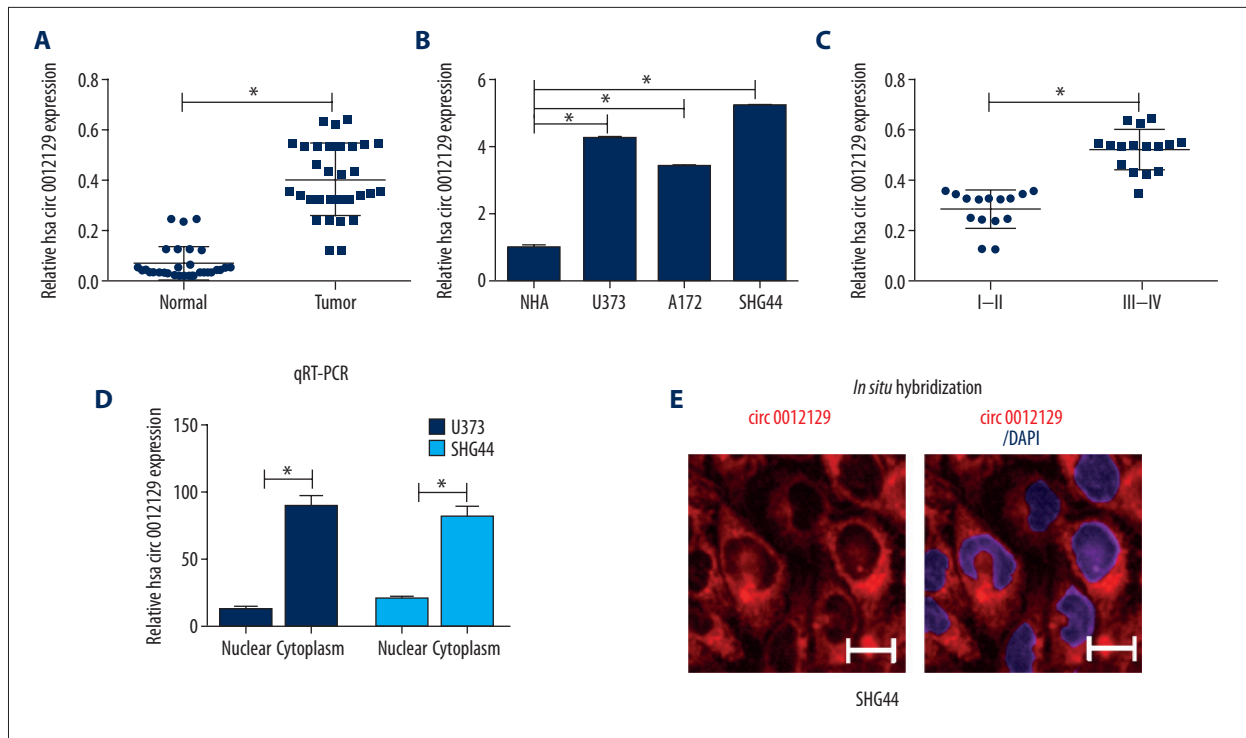 A
Relative hsa circ 0012129 expression
0.8
0.6
0.4
0.2
0.0
*
Normal
Tumor
B
Relative hsa circ 0012129 expression
6
4
2
0
*
*
*
NHA
U373
A172
SHG44
C
Relative hsa circ 0012129 expression
0.8
0.6
0.4
0.2
0.0
*
I–II
III–IV
qRT-PCR
D
Relative hsa circ 0012129 expression
150
100
50
0
U373
SHG44
*
*
Nuclear Cytoplasm
Nuclear Cytoplasm
In situ hybridization
E
circ 0012129
circ 0012129
/DAPI
SHG44